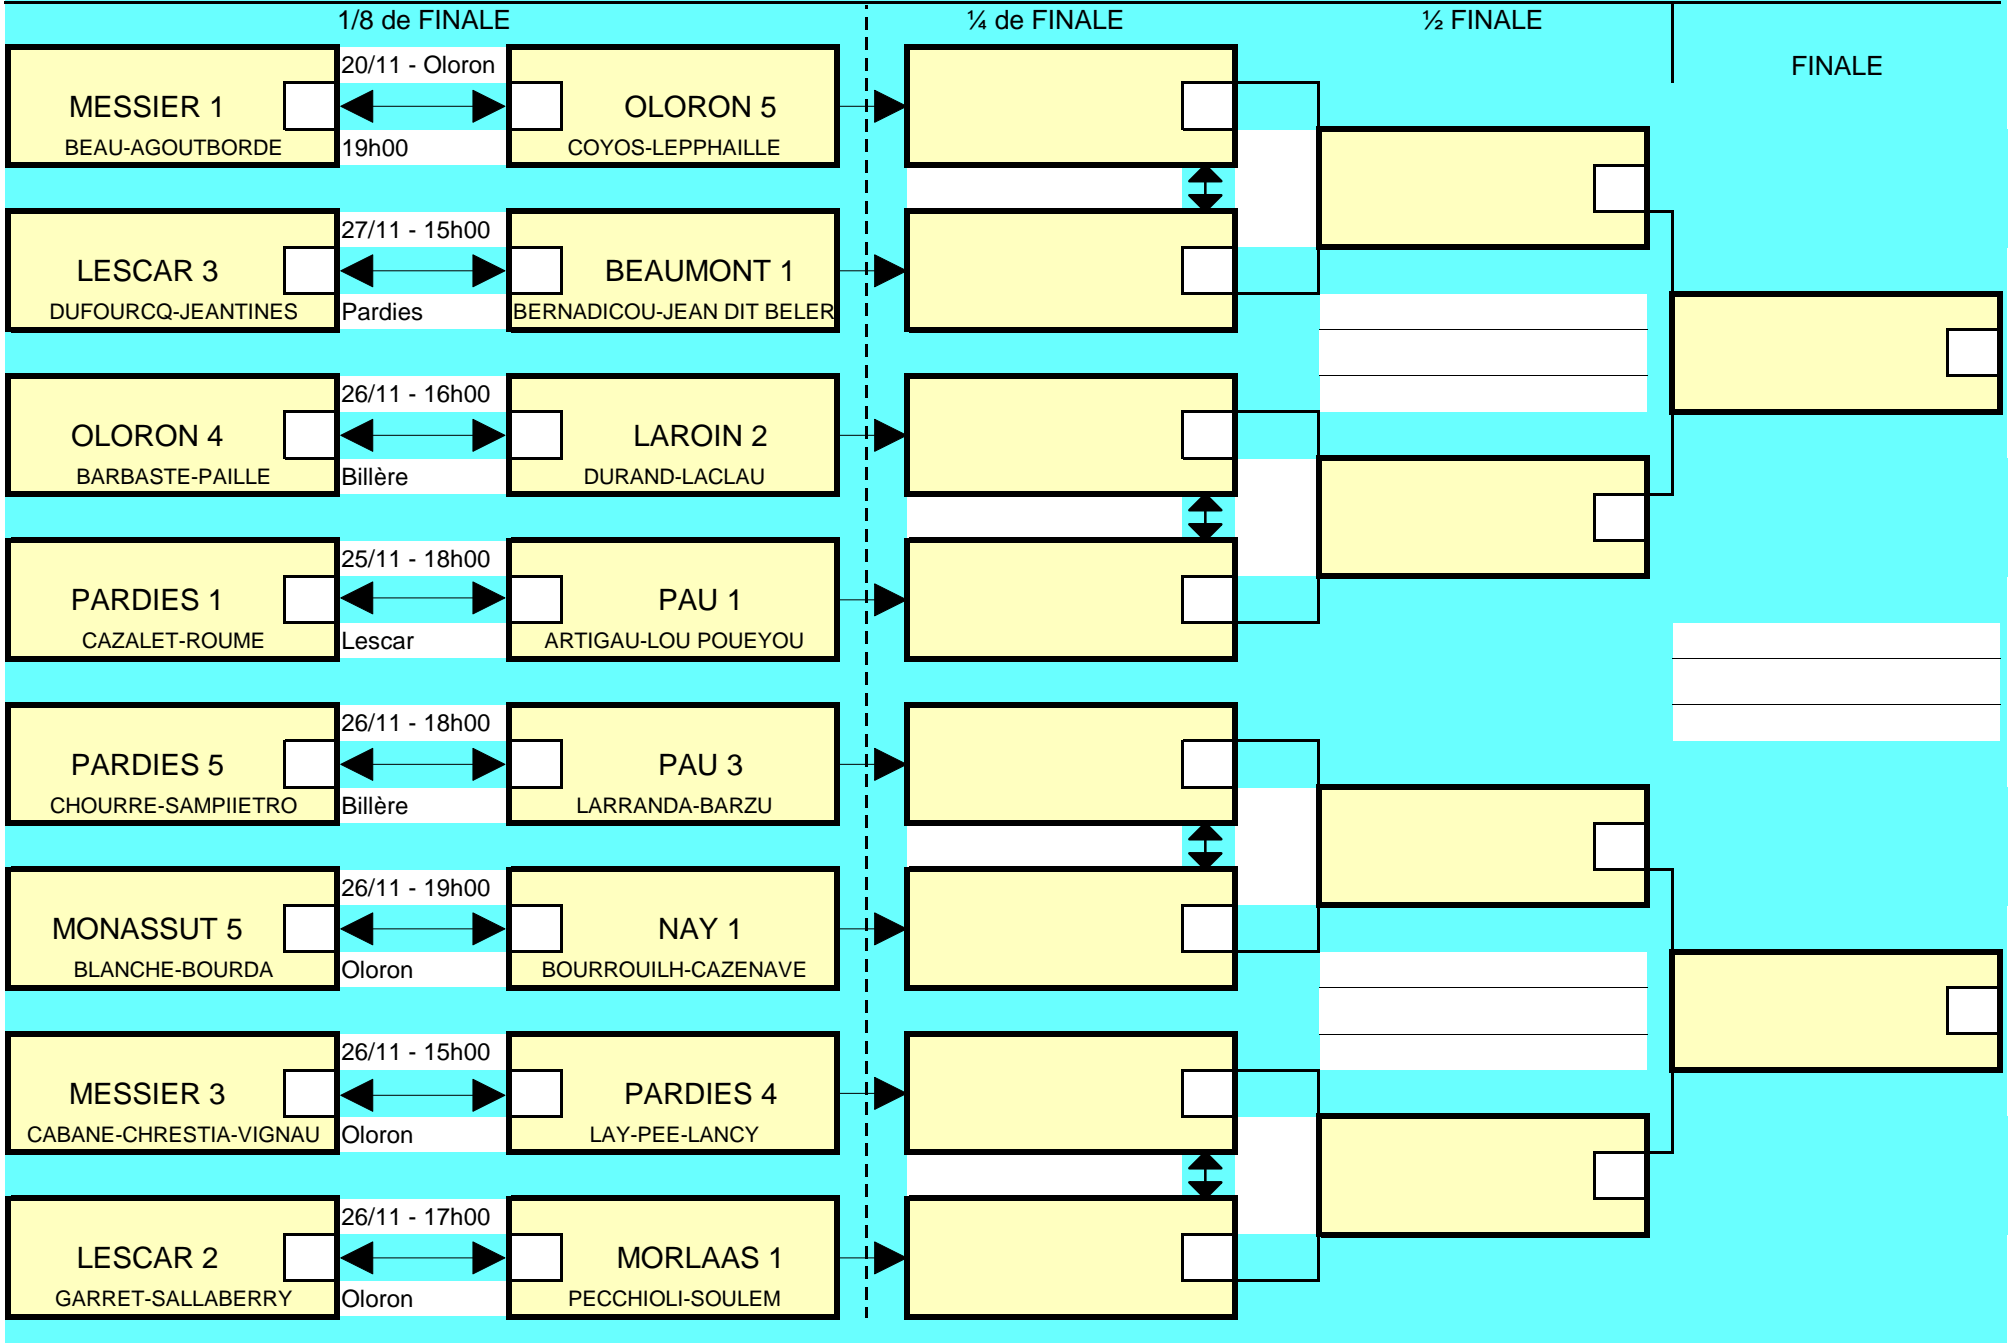 1/8 de FINALE
¼ de FINALE
½ FINALE
FINALE
20/11 - Oloron
MESSIER 1
OLORON 5
BEAU-AGOUTBORDE
19h00
COYOS-LEPPHAILLE
27/11 - 15h00
LESCAR 3
BEAUMONT 1
DUFOURCQ-JEANTINES
Pardies
BERNADICOU-JEAN DIT BELER
26/11 - 16h00
OLORON 4
LAROIN 2
BARBASTE-PAILLE
Billère
DURAND-LACLAU
25/11 - 18h00
PARDIES 1
PAU 1
CAZALET-ROUME
Lescar
ARTIGAU-LOU POUEYOU
26/11 - 18h00
PARDIES 5
PAU 3
CHOURRE-SAMPIIETRO
Billère
LARRANDA-BARZU
26/11 - 19h00
MONASSUT 5
NAY 1
BLANCHE-BOURDA
Oloron
BOURROUILH-CAZENAVE
26/11 - 15h00
MESSIER 3
PARDIES 4
CABANE-CHRESTIA-VIGNAU
Oloron
LAY-PEE-LANCY
26/11 - 17h00
LESCAR 2
MORLAAS 1
GARRET-SALLABERRY
Oloron
PECCHIOLI-SOULEM